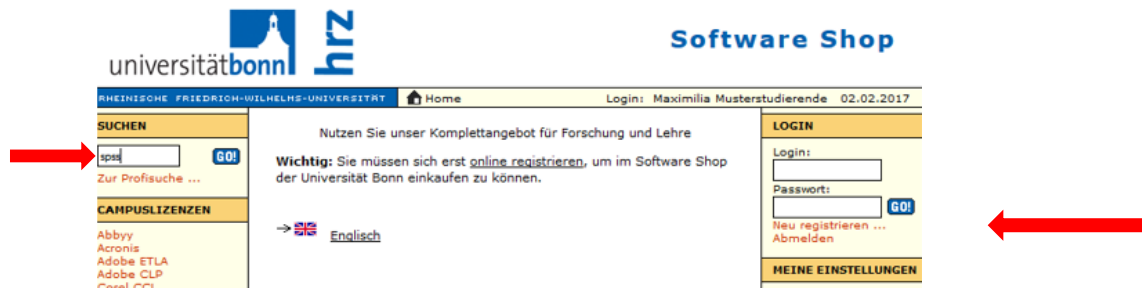 universitätbonn hrz
Software Shop
RHEINISCHE FRIEDRICH-WILHELMS-UNIVERSITÄT
Home
Login: Maximilia Musterstudierende 02.02.2017
SUCHEN
spss GO!
Zur Profisuche ...
CAMPUSLIZENZEN
Abbyy
Acronis
Adobe ETLA
Adobe CLP
Corel CCL
Nutzen Sie unser Komplettangebot für Forschung und Lehre
Wichtig: Sie müssen sich erst online registrieren, um im Software Shop
der Universität Bonn einkaufen zu können.
Englisch
LOGIN
Login:
Passwort:
GO!
Neu registrieren ...
Abmelden
MEINE EINSTELLUNGEN